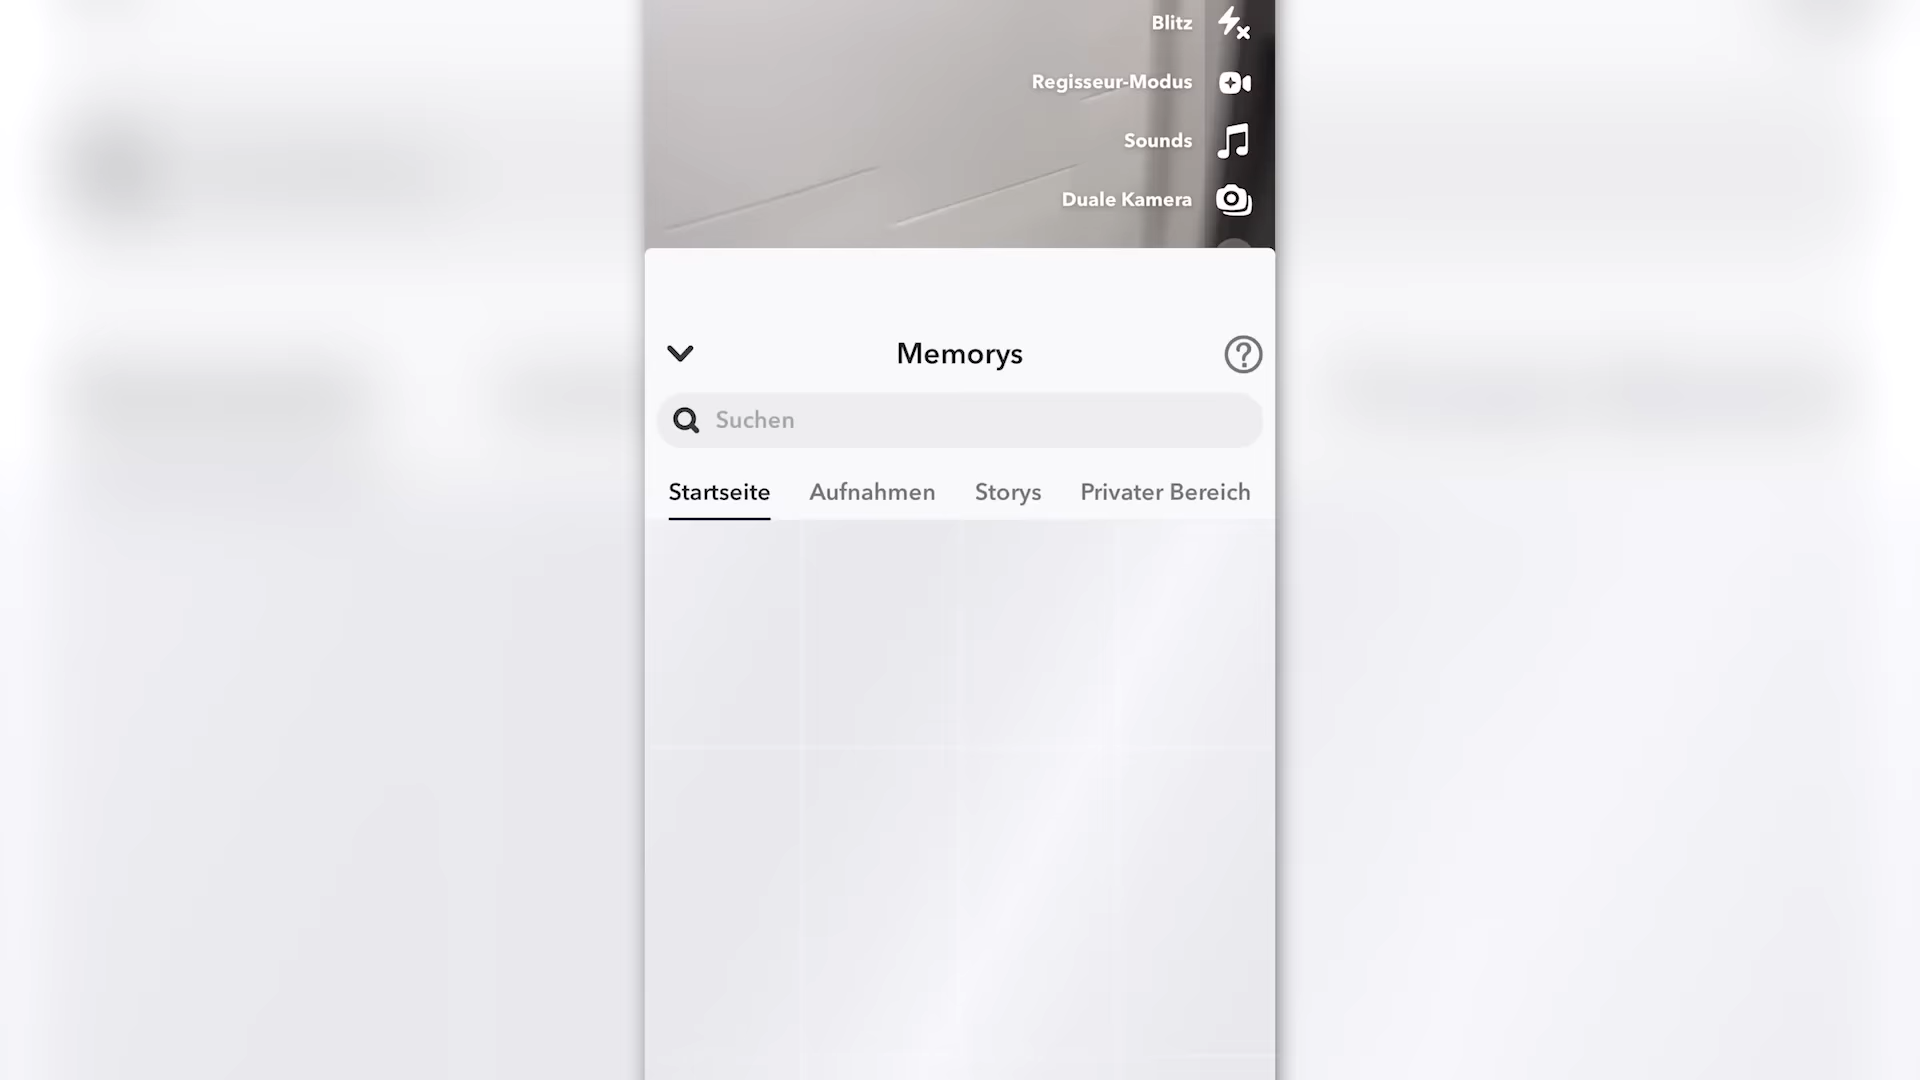 Blitz
Regisseur-Modus
Sounds
Duale Kamera
Memorys
Suchen
Startseite Aufnahmen Storys Privater Bereich